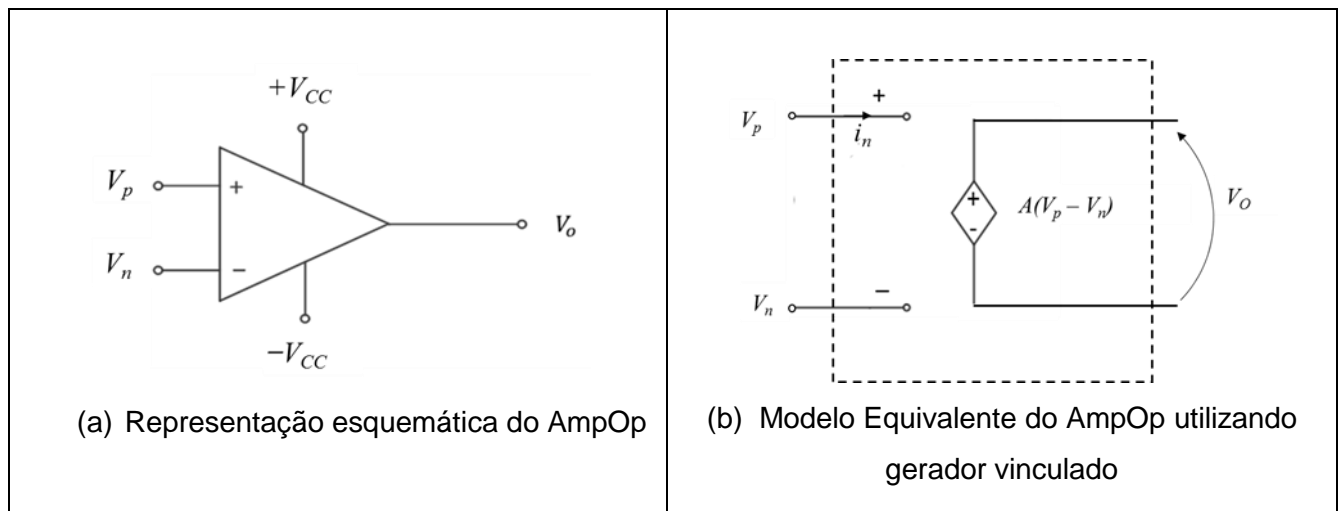 +V_CC
V_p
+
V_n
−
V_o
−V_CC
(a) Representação esquemática do AmpOp
V_p
+
i_n
+
-
A(V_p – V_n)
V_O
V_n
−
(b) Modelo Equivalente do AmpOp utilizando
gerador vinculado